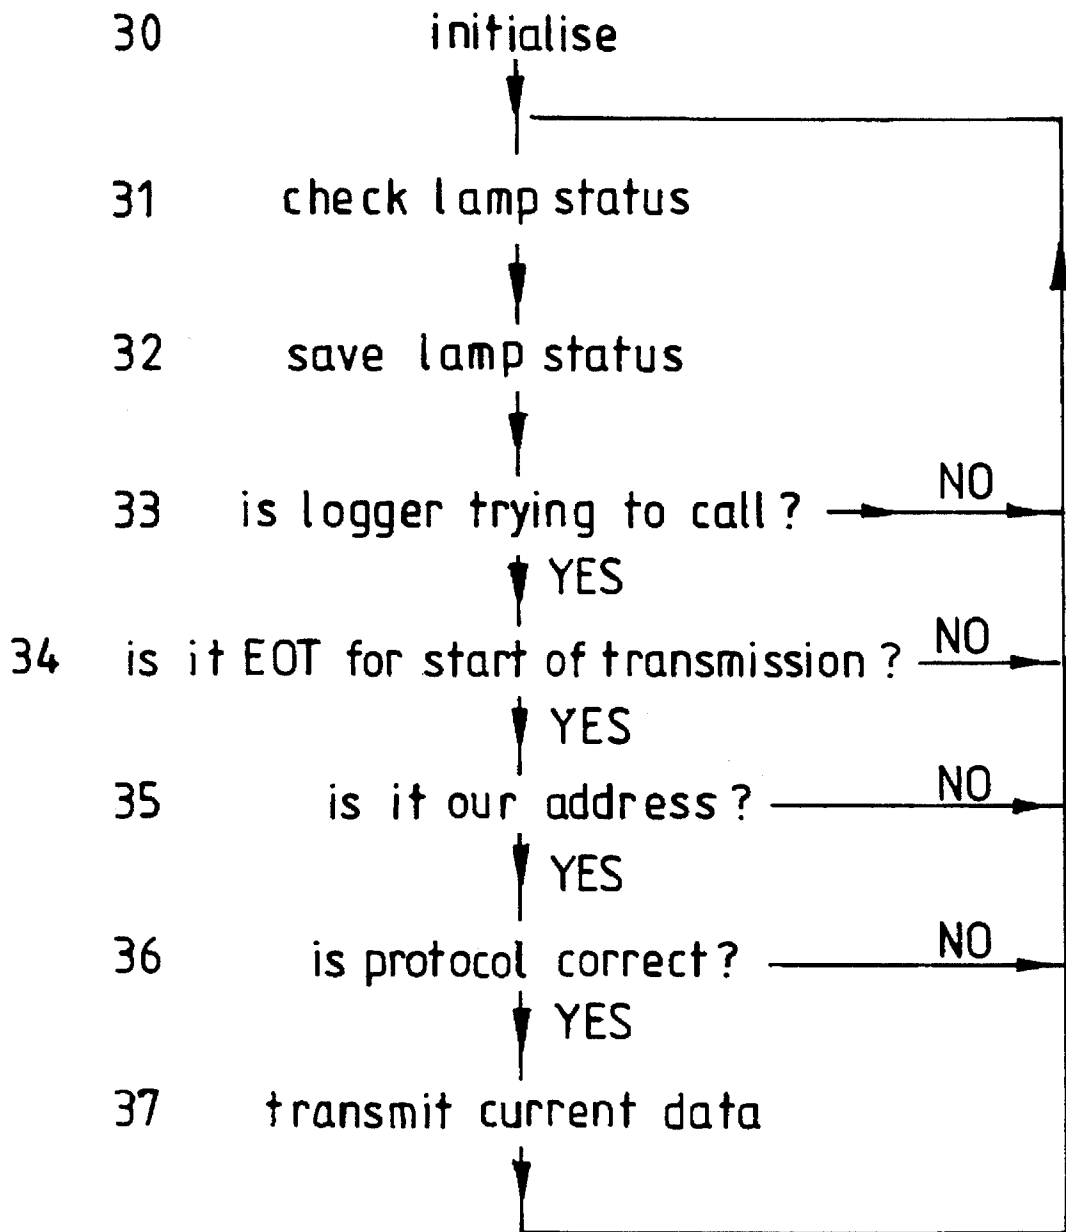 30 initialise
31 check lamp status
32 save lamp status
33 is logger trying to call? NO
YES
34 is it EOT for start of transmission? NO
YES
35 is it our address? NO
YES
36 is protocol correct? NO
YES
37 transmit current data